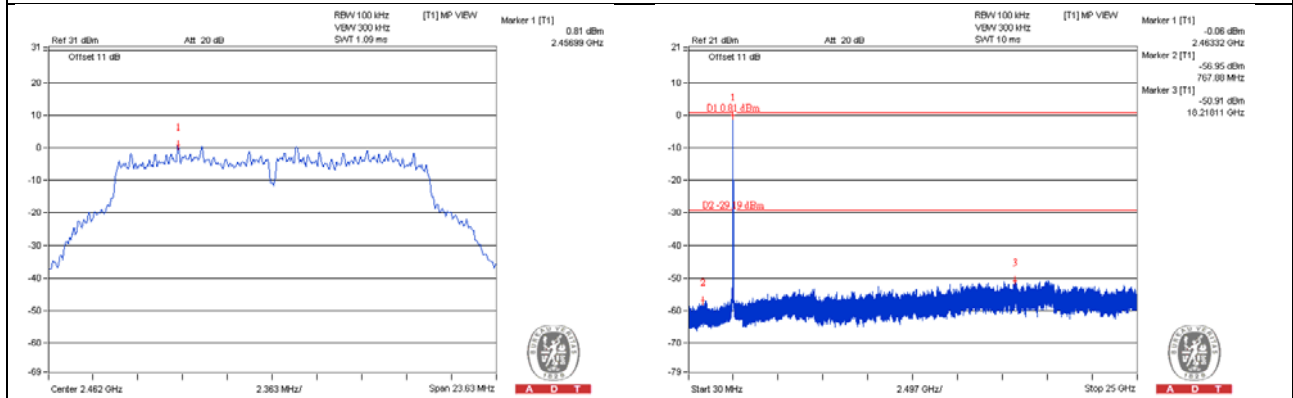 RBW 100 kHz [T1] MP VIEW
VBW 300 kHz
Ref 31 dBm Att 20 dB SWT 1.09 ms
Marker 1 [T1]
0.81 dBm
2.45699 GHz
31
Offset 11 dB
20
10
1
0
-10
-20
-30
-40
-50
-60
-69
Center 2.462 GHz 2.363 MHz/ Span 23.63 MHz
BUREAU VERITAS
1828
A D T
RBW 100 kHz [T1] MP VIEW
VBW 300 kHz
Ref 21 dBm Att 20 dB SWT 10 ms
Marker 1 [T1]
-0.06 dBm
2.46332 GHz
Marker 2 [T1]
-56.95 dBm
767.88 MHz
Marker 3 [T1]
-50.91 dBm
18.21811 GHz
21
Offset 11 dB
10
1
D1 0.81 dBm
0
-10
-20
D2 -29.19 dBm
-30
-40
3
-50
2
-60
-70
-79
Start 30 MHz 2.497 GHz/ Stop 25 GHz
BUREAU VERITAS
1828
A D T